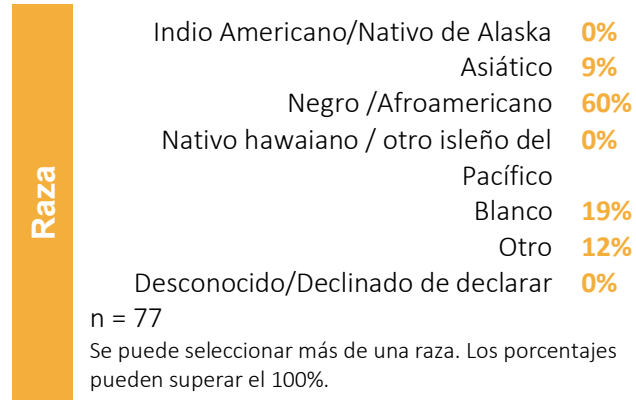 Raza
Indio Americano/Nativo de Alaska 0%
Asiático 9%
Negro /Afroamericano 60%
Nativo hawaiano / otro isleño del 0%
Pacífico
Blanco 19%
Otro 12%
Desconocido/Declinado de declarar 0%
n = 77
Se puede seleccionar más de una raza. Los porcentajes
pueden superar el 100%.